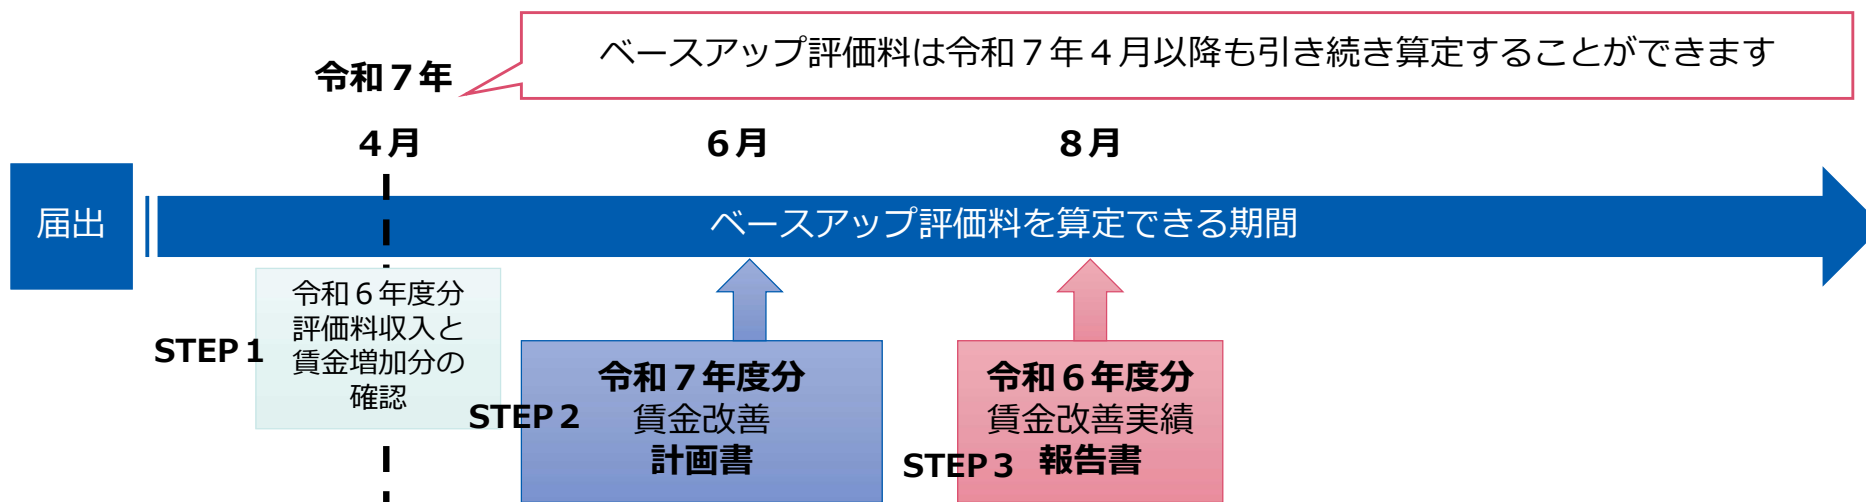 ベースアップ評価料は令和７年４月以降も引き続き算定することができます
令和７年
４月
６月
８月
届出
ベースアップ評価料を算定できる期間
STEP１
令和６年度分
評価料収入と
賃金増加分の
確認
STEP２
令和７年度分
賃金改善
計画書
STEP３
令和６年度分
賃金改善実績
報告書